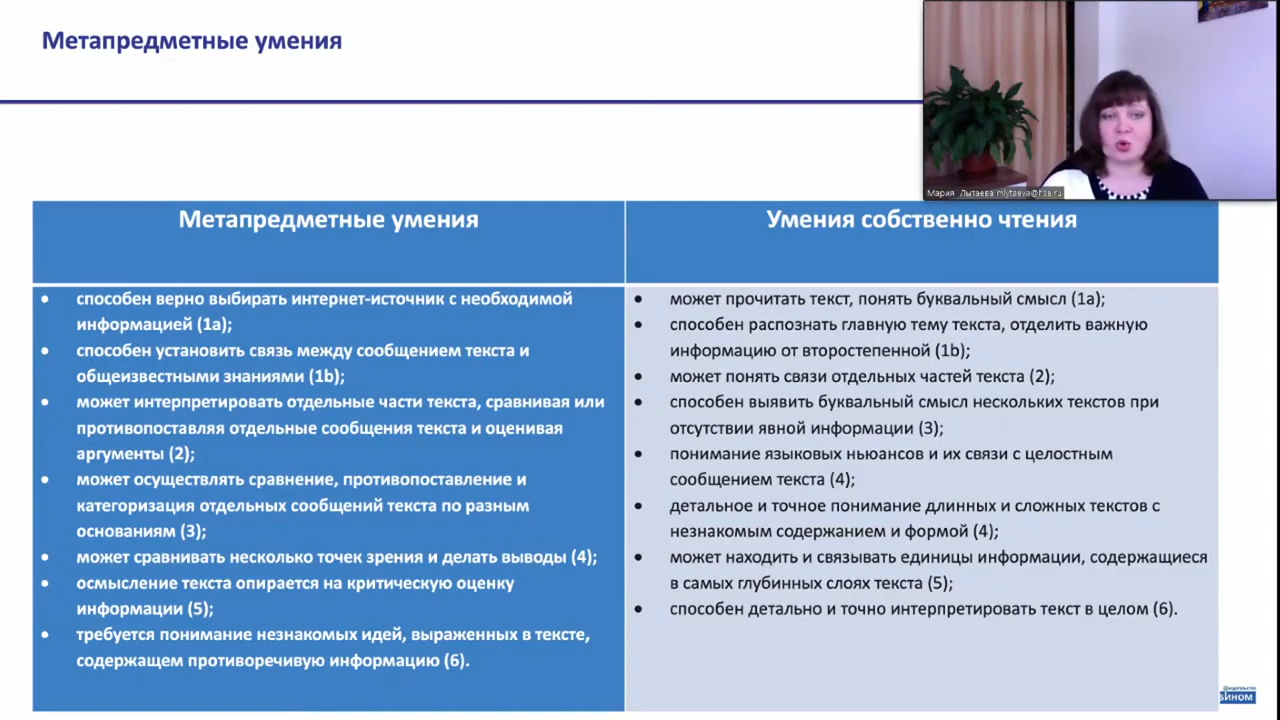 Метапредметные умения
Мария Лытаева mlytaeva@hse.ru
Метапредметные умения
способен верно выбирать интернет-источник с необходимой
информацией (1a);
способен установить связь между сообщением текста и
общеизвестными знаниями (1b);
может интерпретировать отдельные части текста, сравнивая или
противопоставляя отдельные сообщения текста и оценивая
аргументы (2);
может осуществлять сравнение, противопоставление и
категоризация отдельных сообщений текста по разным
основаниям (3);
может сравнивать несколько точек зрения и делать выводы (4);
осмысление текста опирается на критическую оценку
информации (5);
требуется понимание незнакомых идей, выраженных в тексте,
содержащем противоречивую информацию (6).
Умения собственно чтения
может прочитать текст, понять буквальный смысл (1a);
способен распознать главную тему текста, отделить важную
информацию от второстепенной (1b);
может понять связи отдельных частей текста (2);
способен выявить буквальный смысл нескольких текстов при
отсутствии явной информации (3);
понимание языковых ньюансов и их связи с целостным
сообщением текста (4);
детальное и точное понимание длинных и сложных текстов с
незнакомым содержанием и формой (4);
может находить и связывать единицы информации, содержащиеся
в самых глубинных слоях текста (5);
способен детально и точно интерпретировать текст в целом (6).
издательство
БИНОМ